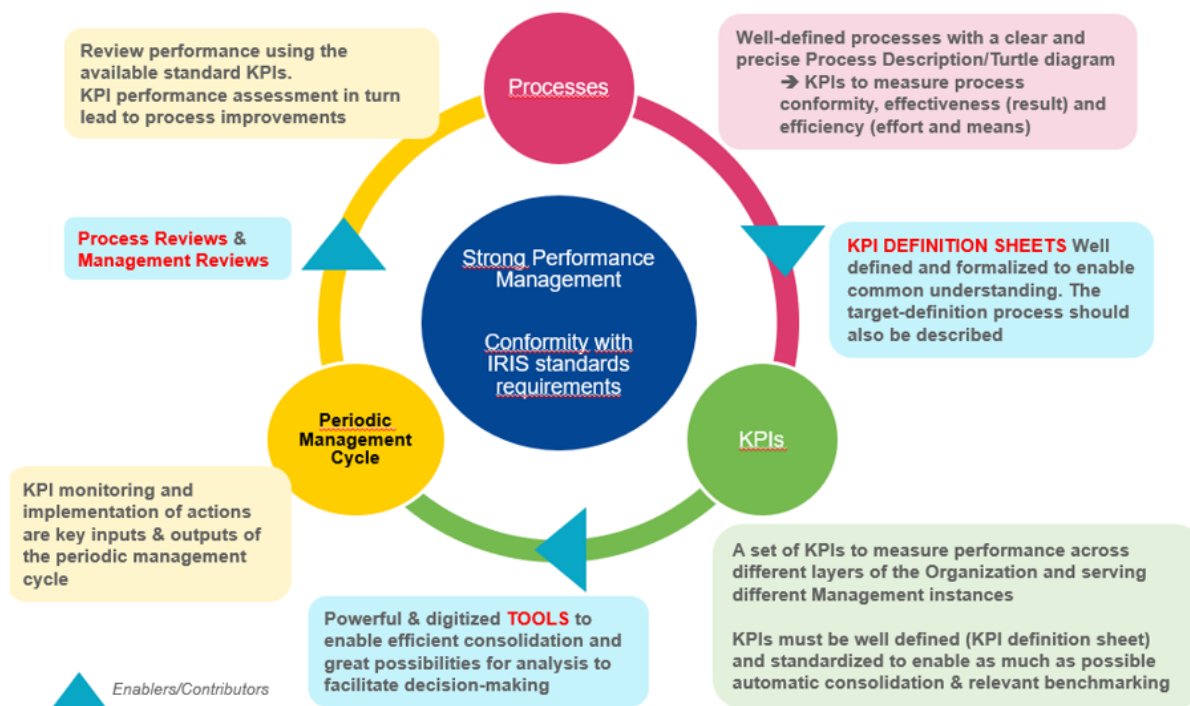 Review performance using the
available standard KPIs.
KPI performance assessment in turn
lead to process improvements
Processes
Well-defined processes with a clear and
precise Process Description/Turtle diagram
➔ KPIs to measure process
conformity, effectiveness (result) and
efficiency (effort and means)
Process Reviews &
Management Reviews
Strong Performance
Management
Conformity with
IRIS standards
requirements
KPI DEFINITION SHEETS Well
defined and formalized to enable
common understanding. The
target-definition process should
also be described
Periodic
Management
Cycle
KPIs
KPI monitoring and
implementation of actions
are key inputs & outputs of
the periodic management
cycle
Powerful & digitized TOOLS to
enable efficient consolidation and
great possibilities for analysis to
facilitate decision-making
A set of KPIs to measure performance across
different layers of the Organization and serving
different Management instances
KPIs must be well defined (KPI definition sheet)
and standardized to enable as much as possible
automatic consolidation & relevant benchmarking
Enablers/Contributors